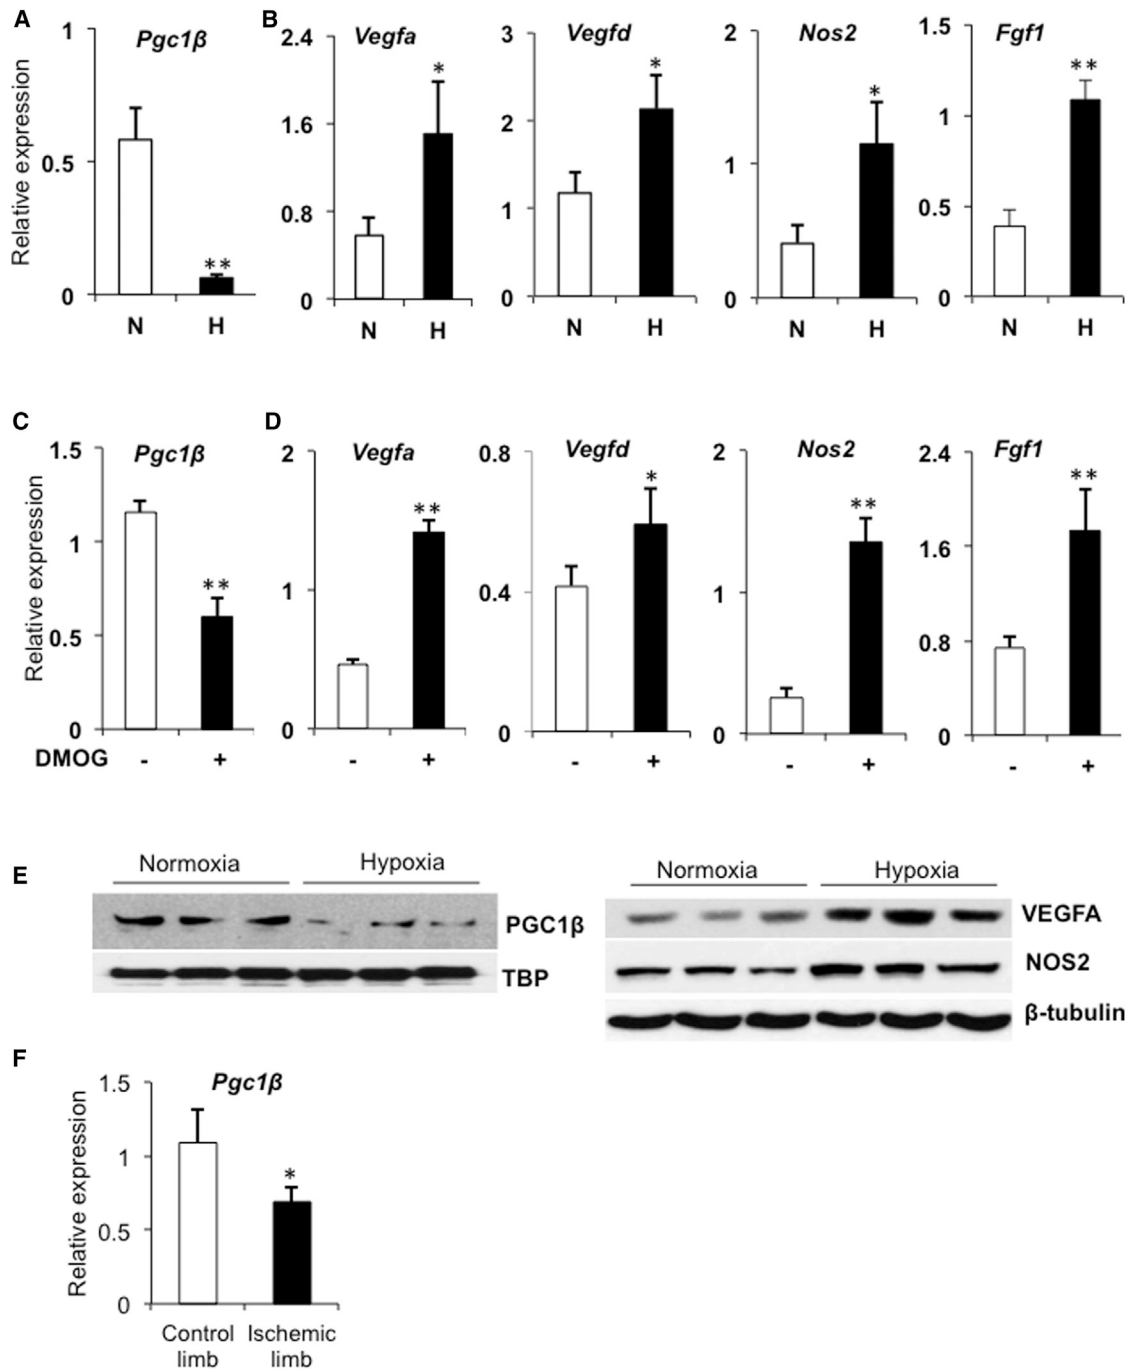 A
B
Pgc1β
Vegfa
Vegfd
Nos2
Fgf1
Relative expression
1
0.5
0
**
N H
2.4
1.6
0.8
0
*
N H
3
2
1
0
*
N H
2
1
0
*
N H
1.5
1
0.5
0
**
N H
C
D
Pgc1β
Vegfa
Vegfd
Nos2
Fgf1
Relative expression
1.5
1
0.5
0
**
DMOG - +
2
1
0
**
- +
0.8
0.4
0
*
- +
2
1
0
**
- +
2.4
1.6
0.8
0
**
- +
E
Normoxia Hypoxia
PGC1β
TBP
Normoxia Hypoxia
VEGFA
NOS2
β-tubulin
F
Pgc1β
Relative expression
1.5
1
0.5
0
*
Control limb
Ischemic limb